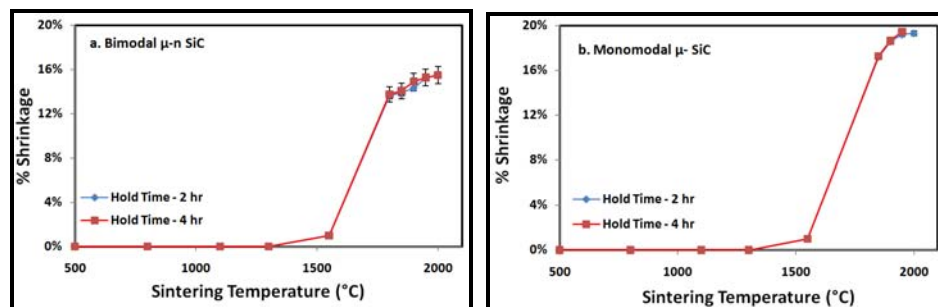 a. Bimodal μ-n SiC
% Shrinkage
20%
16%
12%
8%
4%
0%
Hold Time - 2 hr
Hold Time - 4 hr
500 1000 1500 2000
Sintering Temperature (°C)
b. Monomodal μ- SiC
% Shrinkage
20%
16%
12%
8%
4%
0%
Hold Time - 2 hr
Hold Time - 4 hr
500 1000 1500 2000
Sintering Temperature (°C)